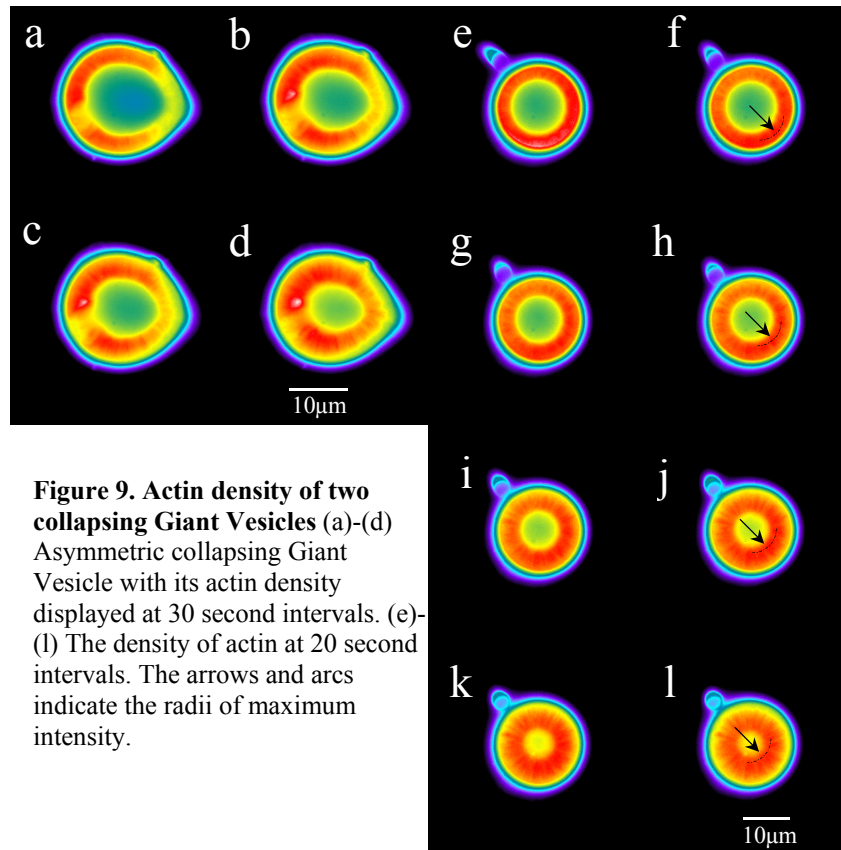 a b e f
c d g h
10μm
i j
k l
10μm
Figure 9. Actin density of two
collapsing Giant Vesicles (a)-(d)
Asymmetric collapsing Giant
Vesicle with its actin density
displayed at 30 second intervals. (e)-
(l) The density of actin at 20 second
intervals. The arrows and arcs
indicate the radii of maximum
intensity.